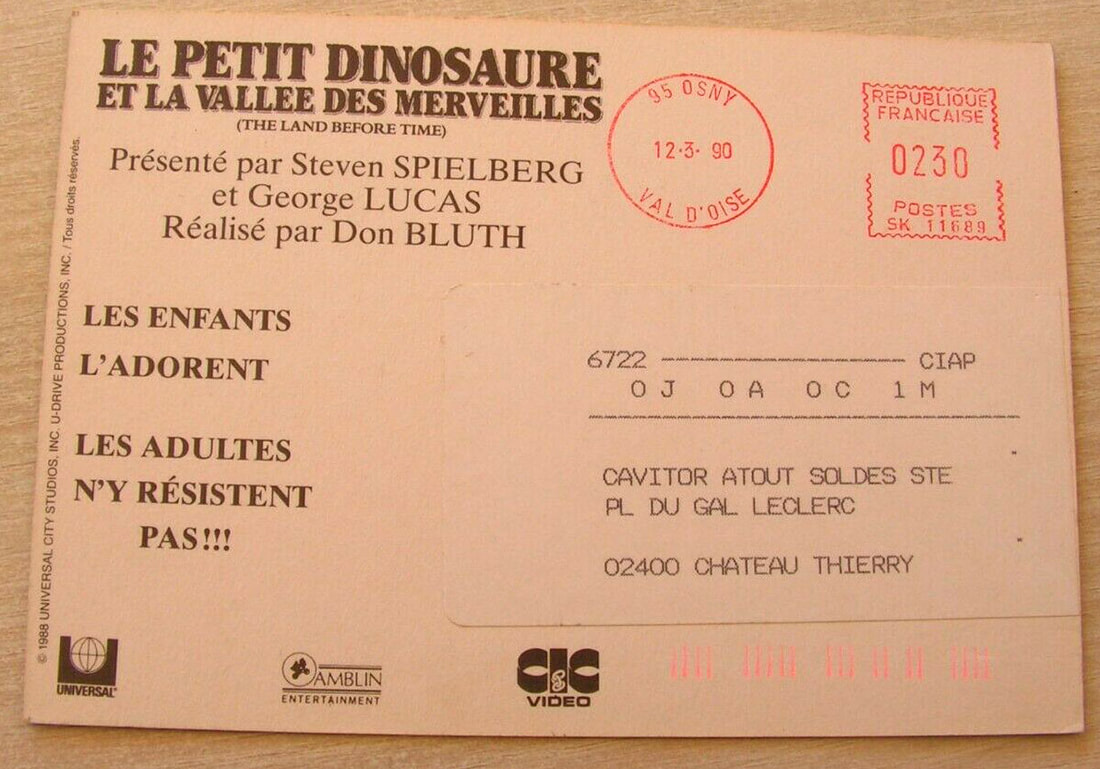 LE PETIT DINOSAURE
ET LA VALLEE DES MERVEILLES
(THE LAND BEFORE TIME)
Présenté par Steven SPIELBERG
et George LUCAS
Réalisé par Don BLUTH
95 OSNY
12·3· 90
VAL D'OISE
REPUBLIQUE
FRANCAISE
0230
POSTES
SK 11689
LES ENFANTS
L'ADORENT
LES ADULTES
N'Y RÉSISTENT
PAS!!!
6722 ------------------ CIAP
0J 0A 0C 1M
CAVITOR ATOUT SOLDES STE
PL DU GAL LECLERC
02400 CHATEAU THIERRY
© 1988 UNIVERSAL CITY STUDIOS, INC. U-DRIVE PRODUCTIONS, INC. / Tous droits réservés.
UNIVERSAL
AMBLIN
ENTERTAINMENT
CIC
VIDEO